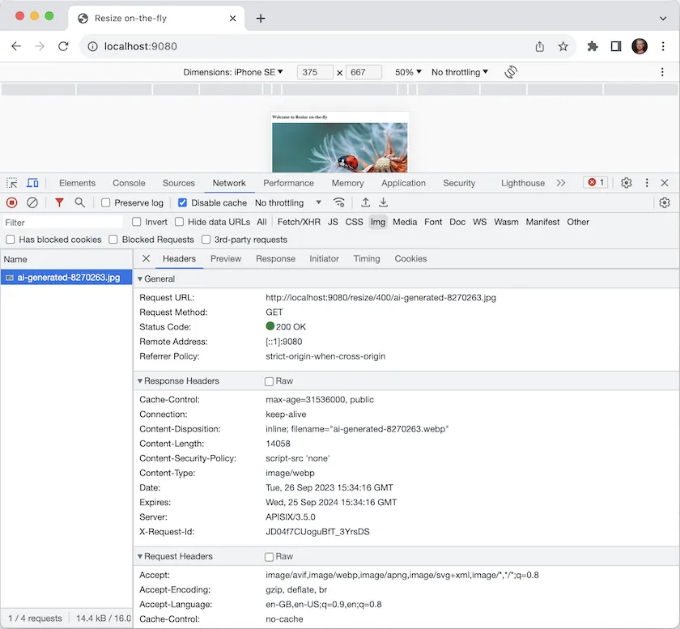 Resize on-the-fly
localhost:9080
Dimensions: iPhone SE 375 × 667 50% No throttling
Welcome to Resize on-the-fly
Elements Console Sources Network Performance Memory Application Security Lighthouse 1
Preserve log Disable cache No throttling
Filter Invert Hide data URLs All Fetch/XHR JS CSS Img Media Font Doc WS Wasm Manifest Other
Has blocked cookies Blocked Requests 3rd-party requests
Name Headers Preview Response Initiator Timing Cookies
ai-generated-8270263.jpg
General
Request URL: http://localhost:9080/resize/400/ai-generated-8270263.jpg
Request Method: GET
Status Code: 200 OK
Remote Address: [::1]:9080
Referrer Policy: strict-origin-when-cross-origin
Response Headers Raw
Cache-Control: max-age=31536000, public
Connection: keep-alive
Content-Disposition: inline; filename="ai-generated-8270263.webp"
Content-Length: 14058
Content-Security-Policy: script-src 'none'
Content-Type: image/webp
Date: Tue, 26 Sep 2023 15:34:16 GMT
Expires: Wed, 25 Sep 2024 15:34:16 GMT
Server: APISIX/3.5.0
X-Request-Id: JD04f7CUoguBfT_3YrsDS
Request Headers Raw
Accept: image/avif,image/webp,image/apng,image/svg+xml,image/*,*/*;q=0.8
Accept-Encoding: gzip, deflate, br
Accept-Language: en-GB,en-US;q=0.9,en;q=0.8
Cache-Control: no-cache
1 / 4 requests 14.4 kB / 16.0